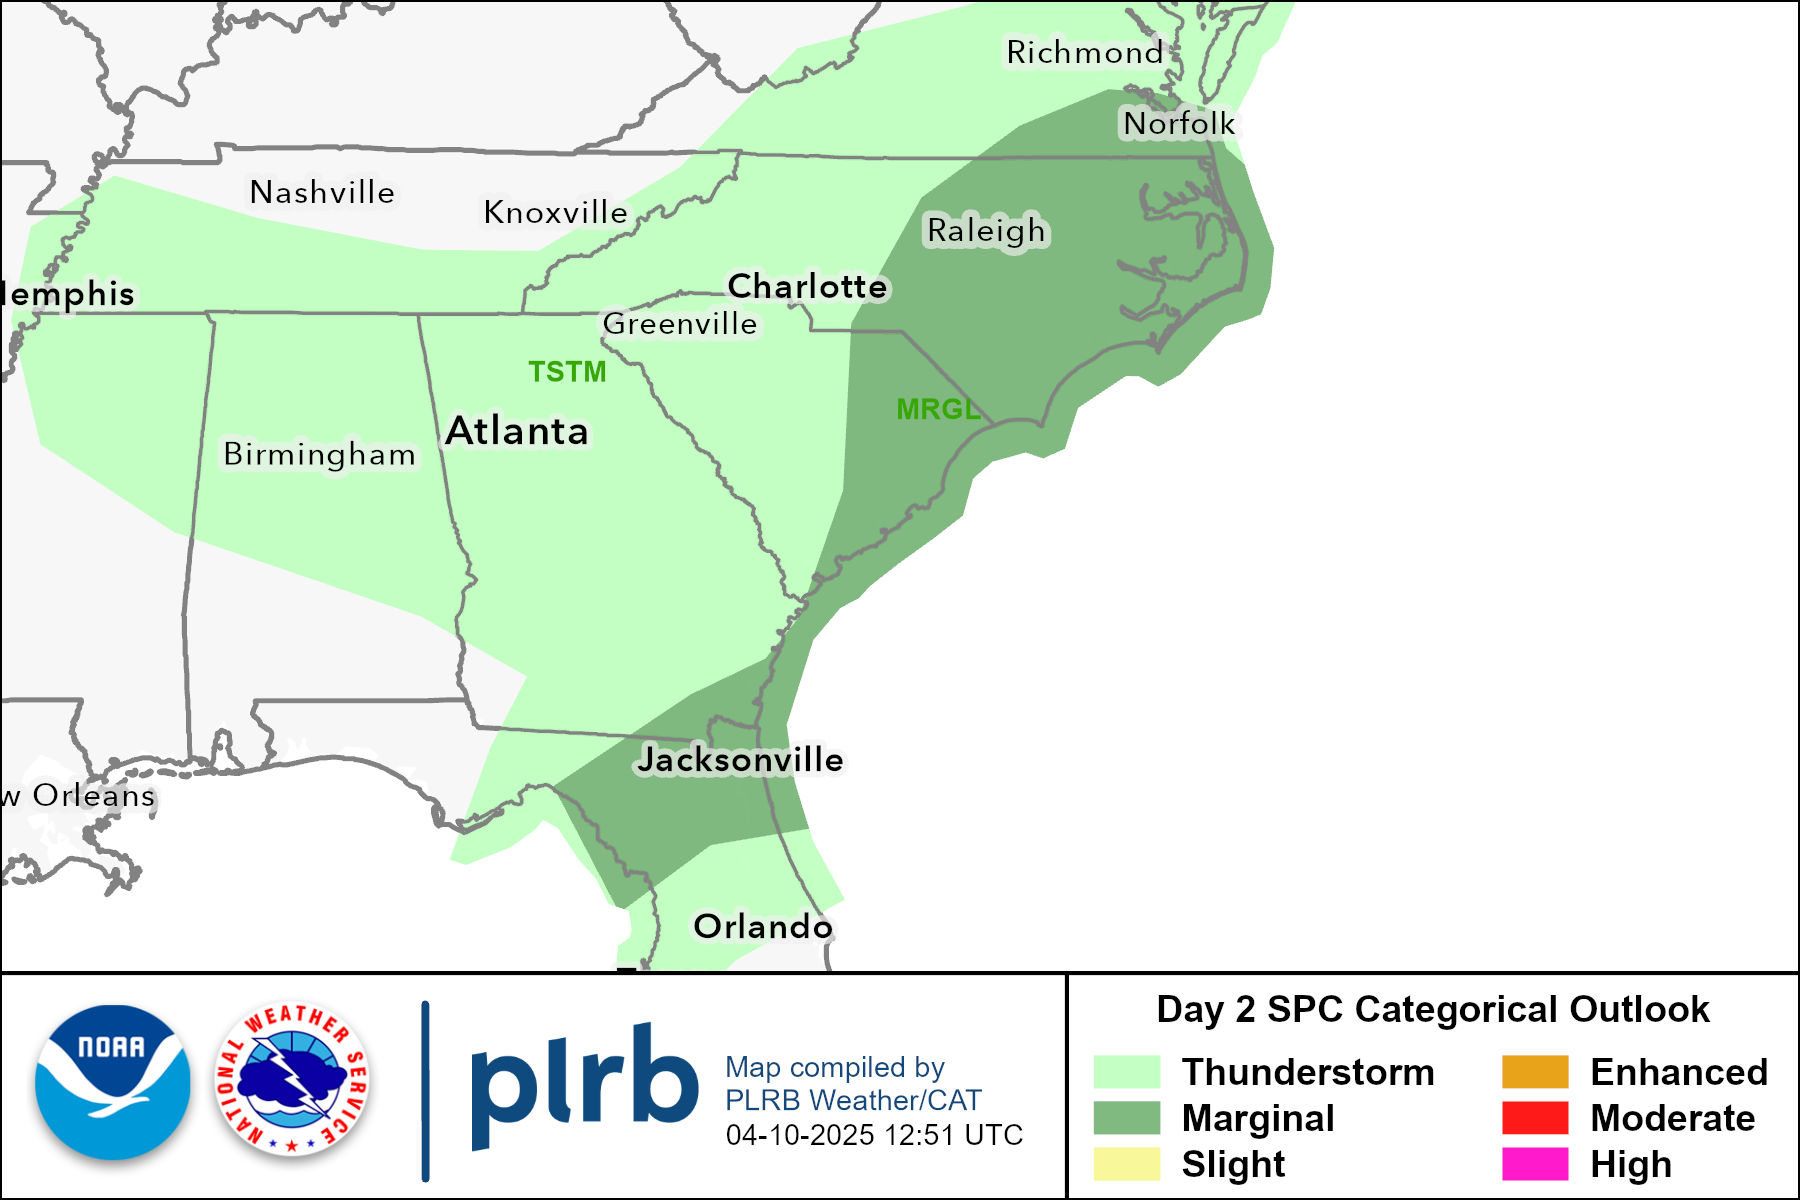 Richmond
Norfolk
Nashville
Knoxville
Raleigh
emphis
Charlotte
Greenville
TSTM
MRGL
Atlanta
Birmingham
Jacksonville
w Orleans
Orlando
NOAA
NATIONAL WEATHER SERVICE
plrb
Map compiled by
PLRB Weather/CAT
04-10-2025 12:51 UTC
Day 2 SPC Categorical Outlook
Thunderstorm
Marginal
Slight
Enhanced
Moderate
High